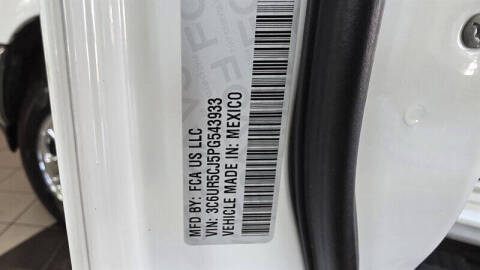 MFD BY: FCA US LLC
VIN: 3C6UR5CJ5PG543933
VEHICLE MADE IN: MEXICO